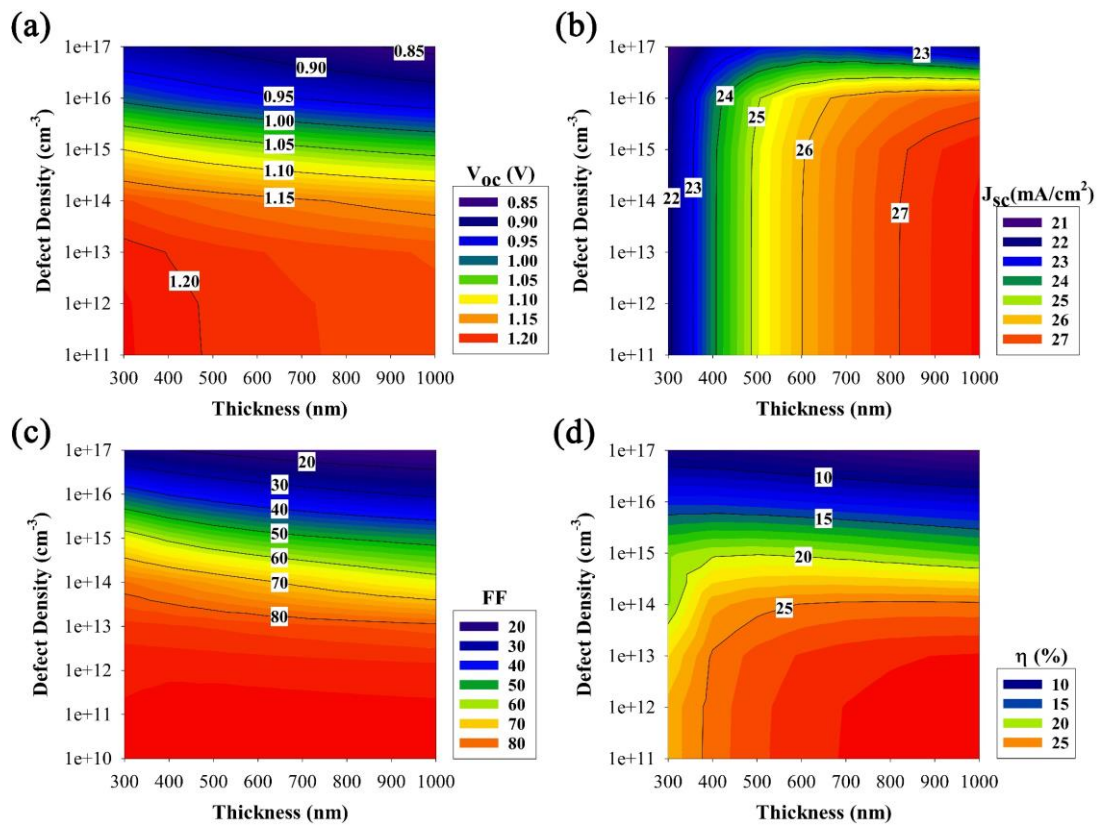 (a)
1e+17
1e+16
1e+15
1e+14
1e+13
1e+12
1e+11
Defect Density (cm-3)
0.85
0.90
0.95
1.00
1.05
1.10
1.15
1.20
300 400 500 600 700 800 900 1000
Thickness (nm)
Voc (V)
0.85
0.90
0.95
1.00
1.05
1.10
1.15
1.20
(b)
1e+17
1e+16
1e+15
1e+14
1e+13
1e+12
1e+11
Defect Density (cm-3)
23
24
25
26
22 23
27
300 400 500 600 700 800 900 1000
Thickness (nm)
Jsc(mA/cm2)
21
22
23
24
25
26
27
(c)
1e+17
1e+16
1e+15
1e+14
1e+13
1e+12
1e+11
1e+10
Defect Density (cm-3)
20
30
40
50
60
70
80
300 400 500 600 700 800 900 1000
Thickness (nm)
FF
20
30
40
50
60
70
80
(d)
1e+17
1e+16
1e+15
1e+14
1e+13
1e+12
1e+11
Defect Density (cm-3)
10
15
20
25
300 400 500 600 700 800 900 1000
Thickness (nm)
η (%)
10
15
20
25